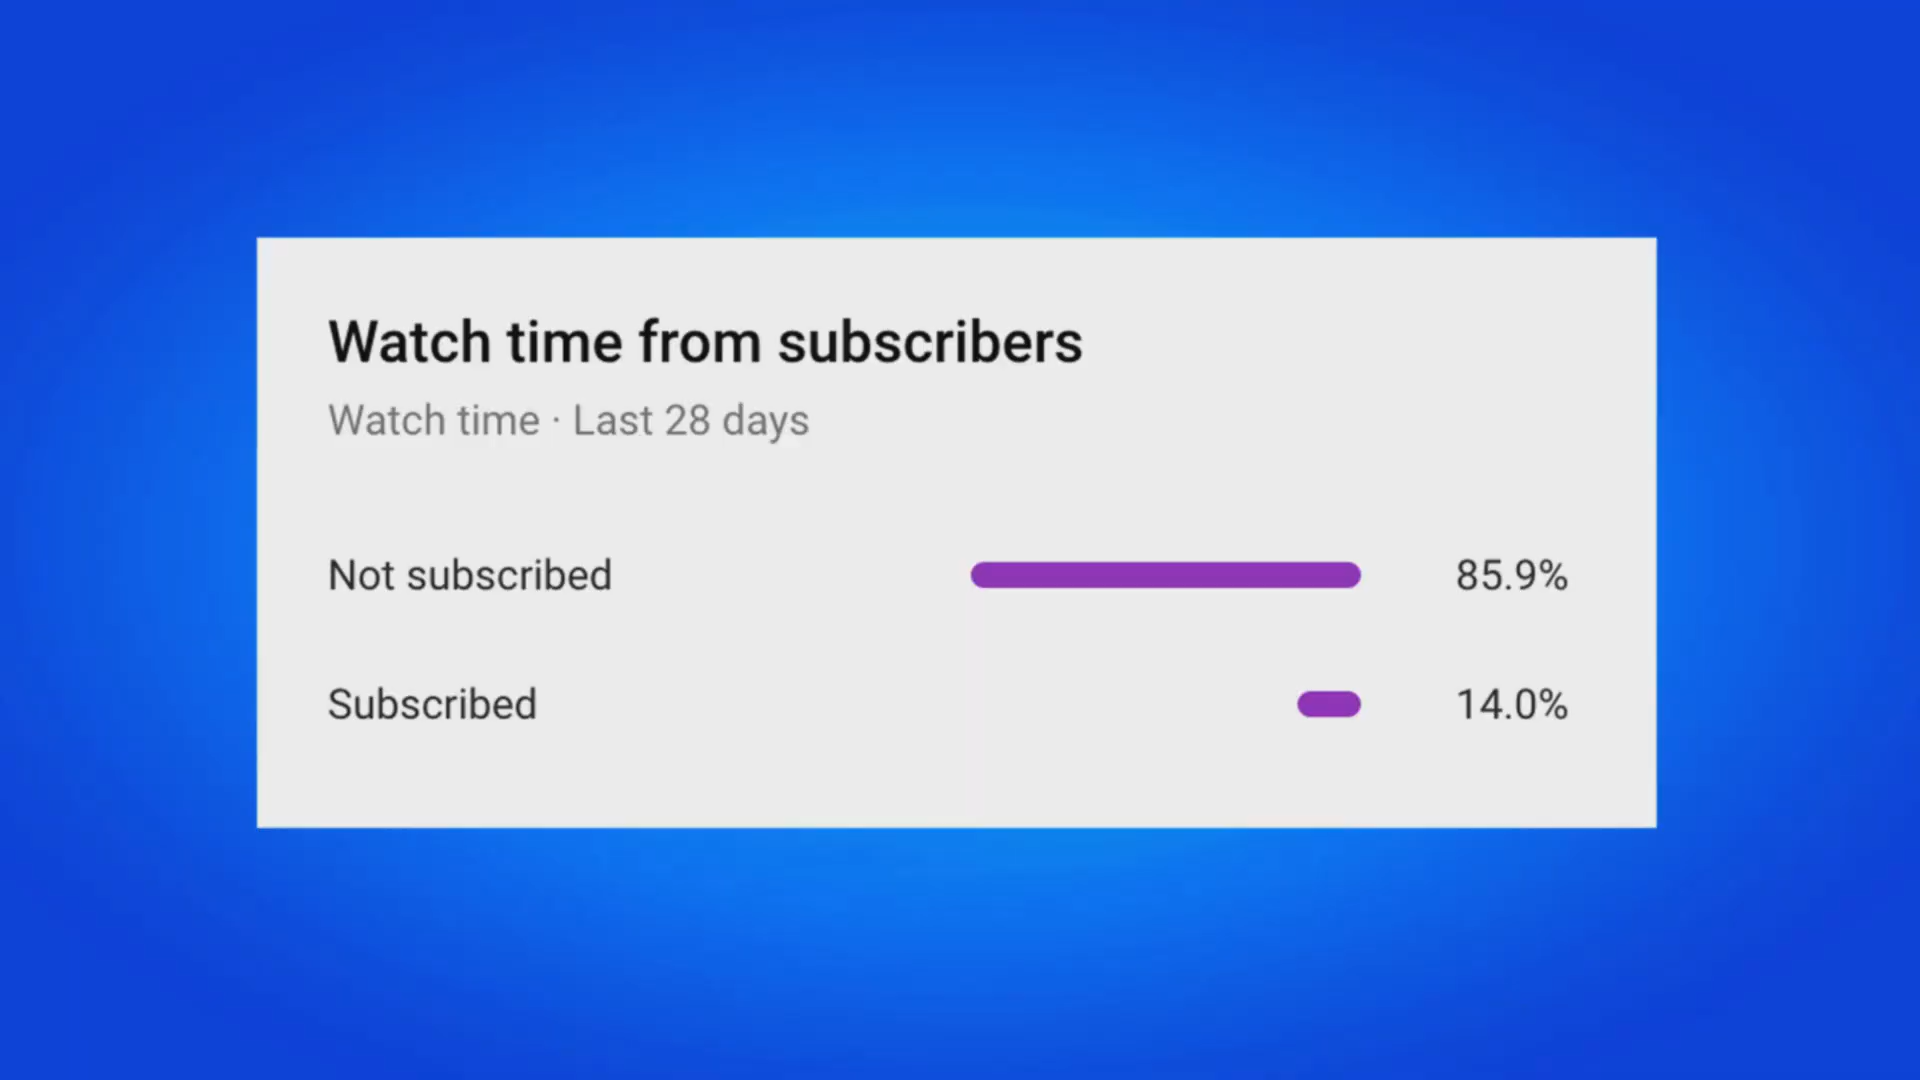 Watch time from subscribers
Watch time · Last 28 days
Not subscribed 85.9%
Subscribed 14.0%